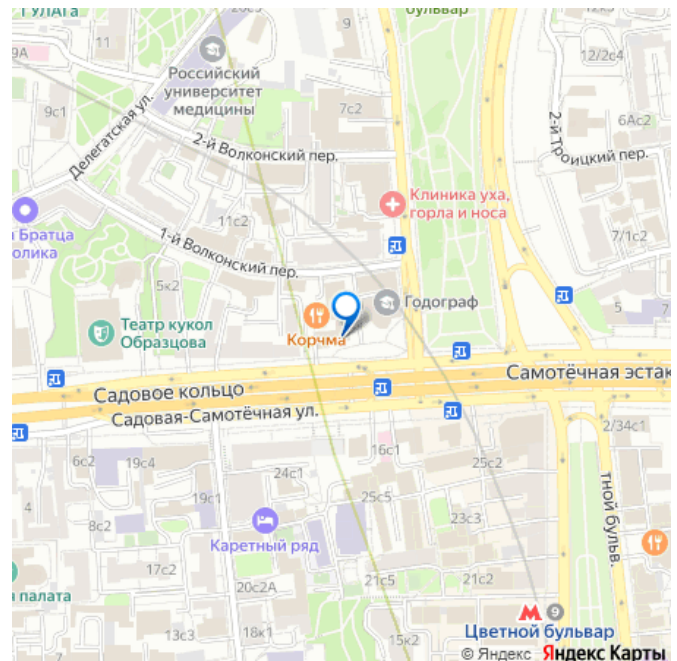 ГУЛАГа
20с3
9
бульвар
12/2с4
9А
Российский
университет
медицины
9с1
7с2
6Ас2
Делегатская ул.
2-й Волконский пер.
2-й Троицкий пер.
Клиника уха,
горла и носа
11с2
7/1с2
Братца
олика
1-й Волконский пер.
5к2
Годограф
5
Театр кукол
Образцова
Корчма
Садовое кольцо
Самотёчная эстак
Садовая-Самотёчная ул.
2/34с1
16с1
6с2
19с4
25с2
24с1
4
19с1
25с5
тной бульв.
8с2
23с3
Каретный ряд
17с2
20с2А
21с5
21с2
я палата
9
Цветной бульвар
13с3
18к1
15к2
© Яндекс Яндекс Карты